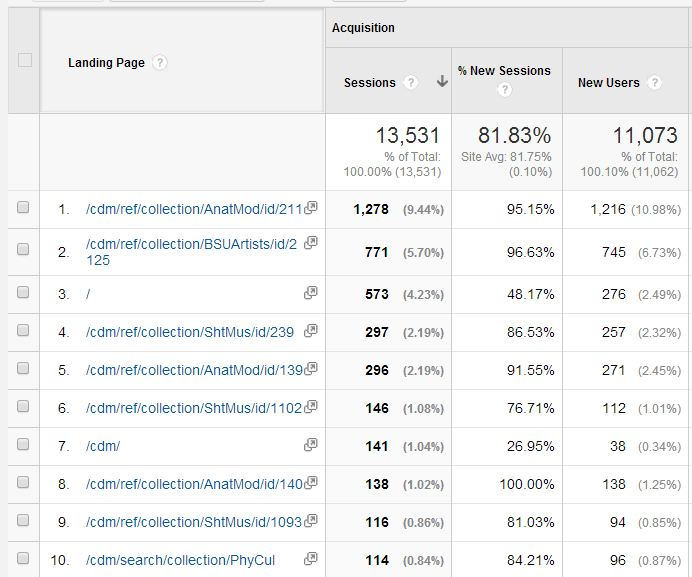 Acquisition
Landing Page ?
Sessions ?
% New Sessions ?
New Users ?
13,531
% of Total:
100.00% (13,531)
81.83%
Site Avg: 81.75%
(0.10%)
11,073
% of Total:
100.10% (11,062)
1. /cdm/ref/collection/AnatMod/id/211 1,278 (9.44%) 95.15% 1,216 (10.98%)
2. /cdm/ref/collection/BSUArtists/id/2
125 771 (5.70%) 96.63% 745 (6.73%)
3. / 573 (4.23%) 48.17% 276 (2.49%)
4. /cdm/ref/collection/ShtMus/id/239 297 (2.19%) 86.53% 257 (2.32%)
5. /cdm/ref/collection/AnatMod/id/139 296 (2.19%) 91.55% 271 (2.45%)
6. /cdm/ref/collection/ShtMus/id/1102 146 (1.08%) 76.71% 112 (1.01%)
7. /cdm/ 141 (1.04%) 26.95% 38 (0.34%)
8. /cdm/ref/collection/AnatMod/id/140 138 (1.02%) 100.00% 138 (1.25%)
9. /cdm/ref/collection/ShtMus/id/1093 116 (0.86%) 81.03% 94 (0.85%)
10. /cdm/search/collection/PhyCul 114 (0.84%) 84.21% 96 (0.87%)